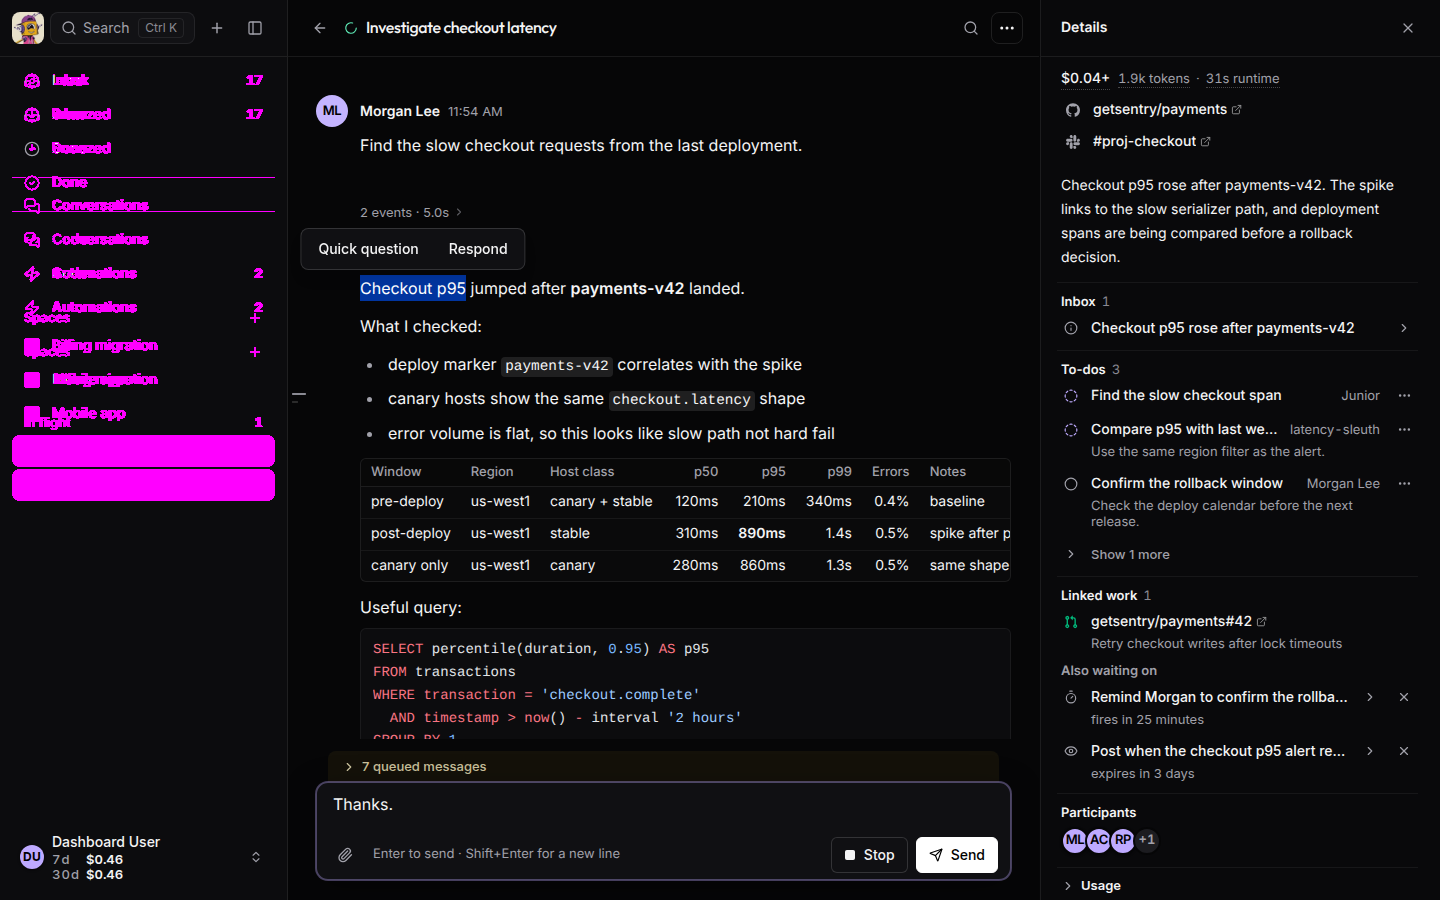 Search Ctrl K
17
17
Done
Conversations
2
Automations 2
Spaces +
+
Mobile app
1
Dashboard User
7d $0.46
30d $0.46
Investigate checkout latency
ML Morgan Lee 11:54 AM
Find the slow checkout requests from the last deployment.
2 events · 5.0s
Quick question Respond
Checkout p95 jumped after payments-v42 landed.
What I checked:
• deploy marker payments-v42 correlates with the spike
• canary hosts show the same checkout.latency shape
• error volume is flat, so this looks like slow path not hard fail
Window Region Host class p50 p95 p99 Errors Notes
pre-deploy us-west1 canary + stable 120ms 210ms 340ms 0.4% baseline
post-deploy us-west1 stable 310ms 890ms 1.4s 0.5% spike after p
canary only us-west1 canary 280ms 860ms 1.3s 0.5% same shape
Useful query:
SELECT percentile(duration, 0.95) AS p95
FROM transactions
WHERE transaction = 'checkout.complete'
AND timestamp > now() - interval '2 hours'
GROUP BY 1
7 queued messages
Thanks.
Enter to send · Shift+Enter for a new line
Stop Send
Details
$0.04+ 1.9k tokens · 31s runtime
getsentry/payments
#proj-checkout
Checkout p95 rose after payments-v42. The spike
links to the slow serializer path, and deployment
spans are being compared before a rollback
decision.
Inbox 1
Checkout p95 rose after payments-v42
To-dos 3
Find the slow checkout span Junior
Compare p95 with last we... latency-sleuth
Use the same region filter as the alert.
Confirm the rollback window Morgan Lee
Check the deploy calendar before the next
release.
Show 1 more
Linked work 1
getsentry/payments#42
Retry checkout writes after lock timeouts
Also waiting on
Remind Morgan to confirm the rollba...
fires in 25 minutes
Post when the checkout p95 alert re...
expires in 3 days
Participants
ML AC RP +1
Usage
DU